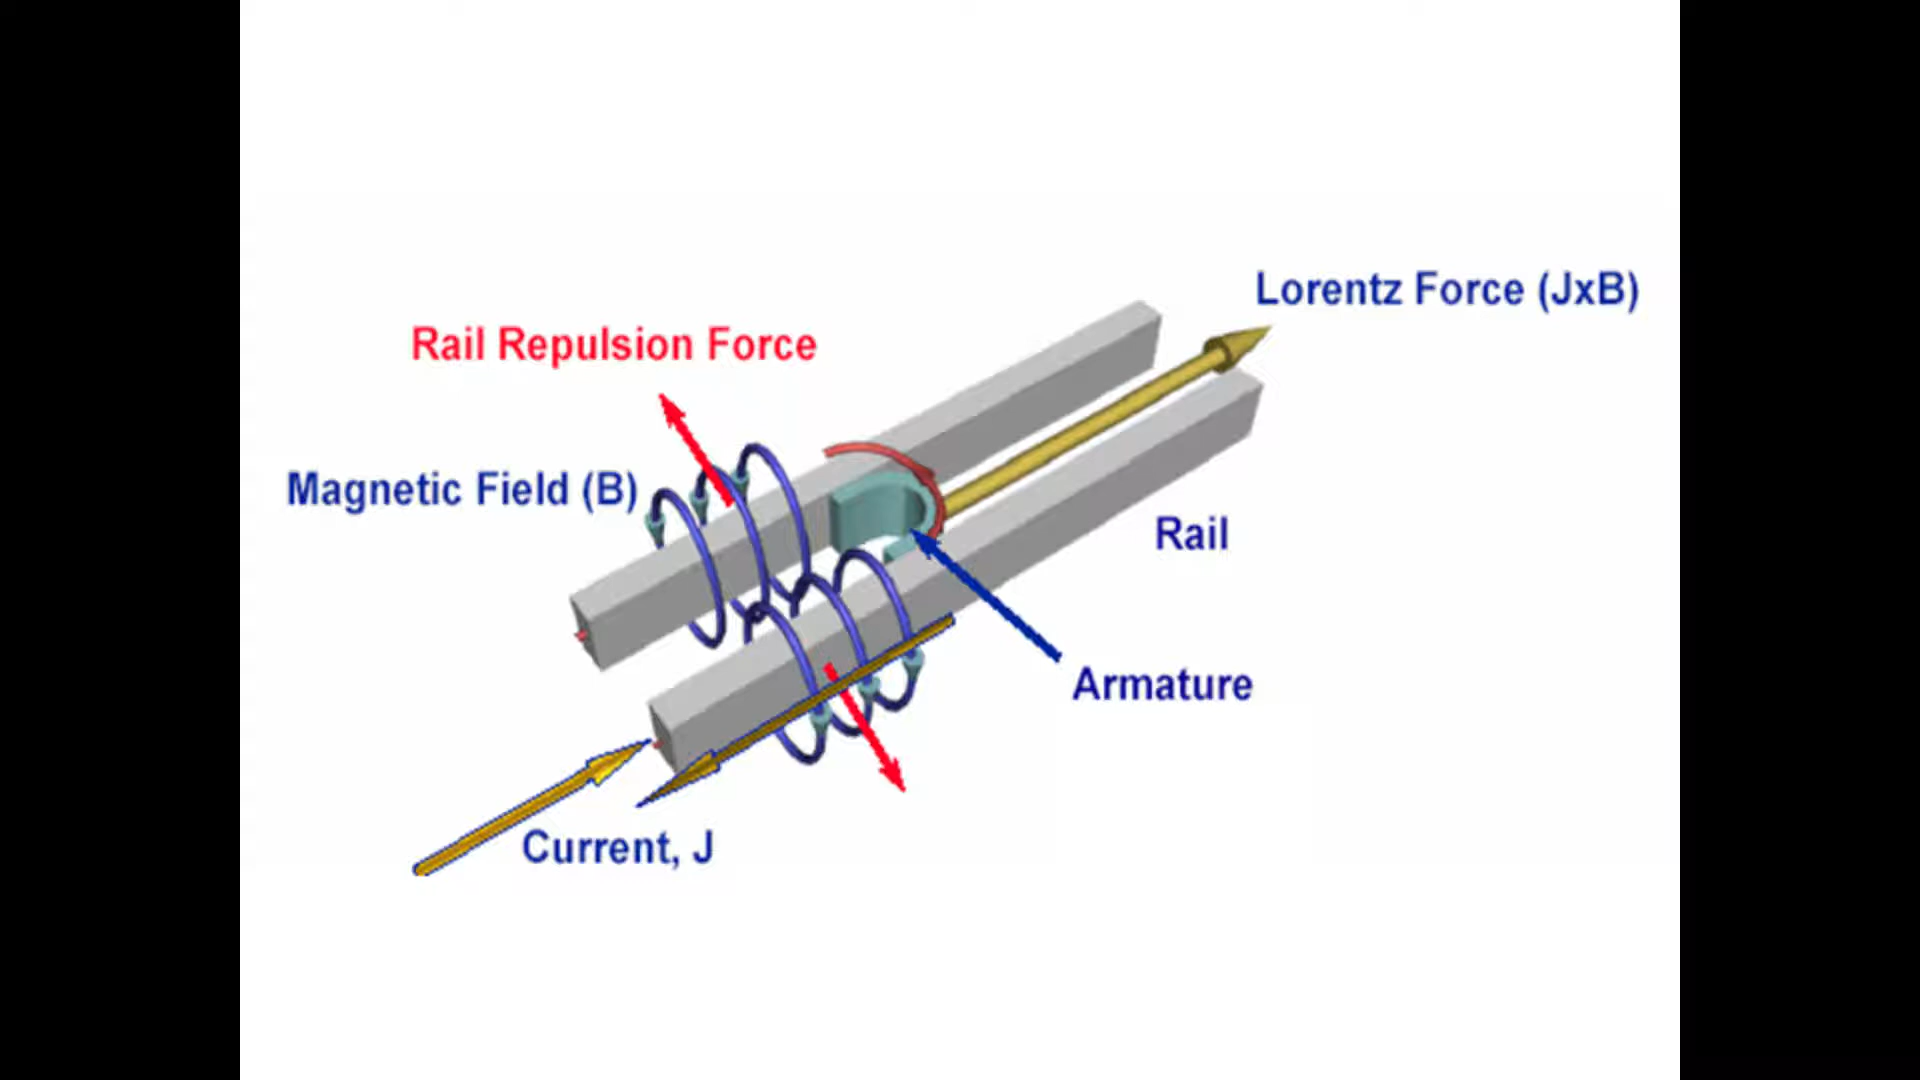 Lorentz Force (JxB)
Rail Repulsion Force
Magnetic Field (B)
Rail
Armature
Current, J